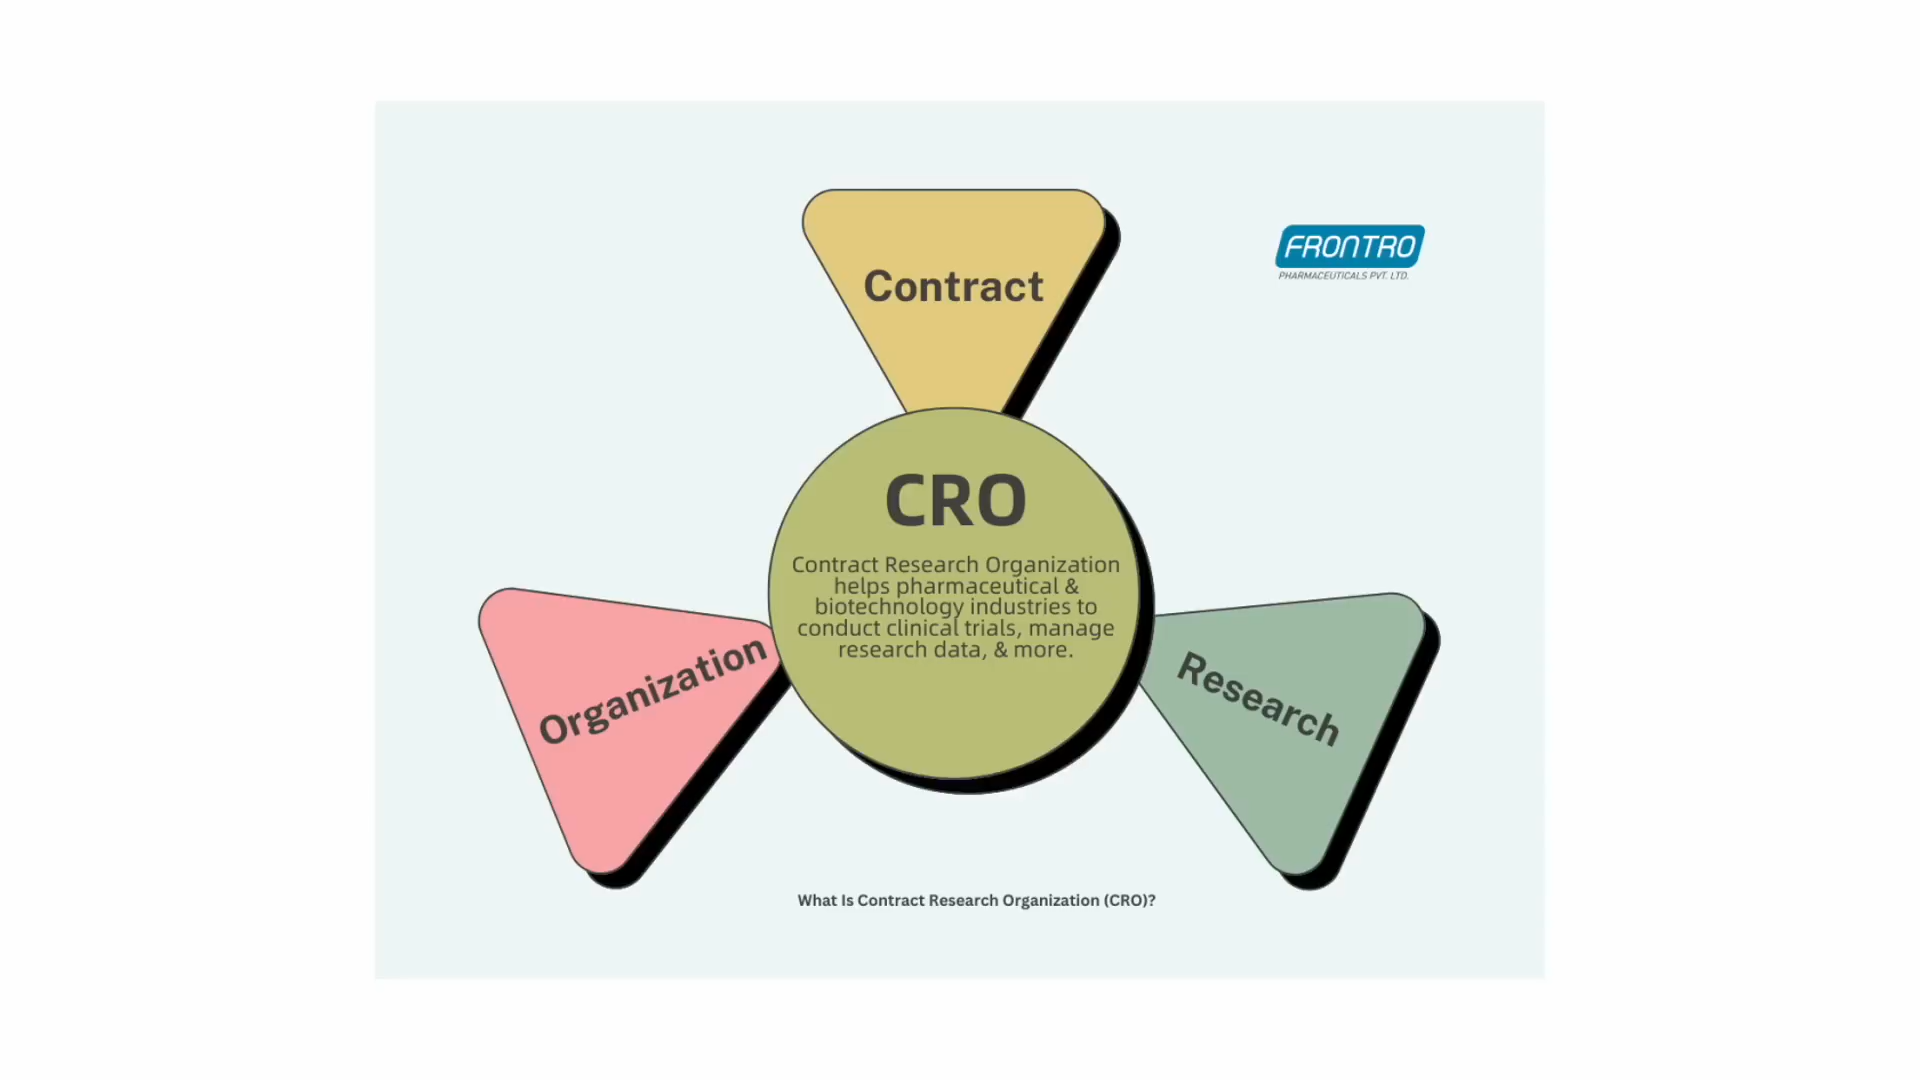 Contract
FRONTRO
PHARMACEUTICALS PVT. LTD.
CRO
Contract Research Organization
helps pharmaceutical &
biotechnology industries to
conduct clinical trials, manage
research data, & more.
Organization
Research
What Is Contract Research Organization (CRO)?